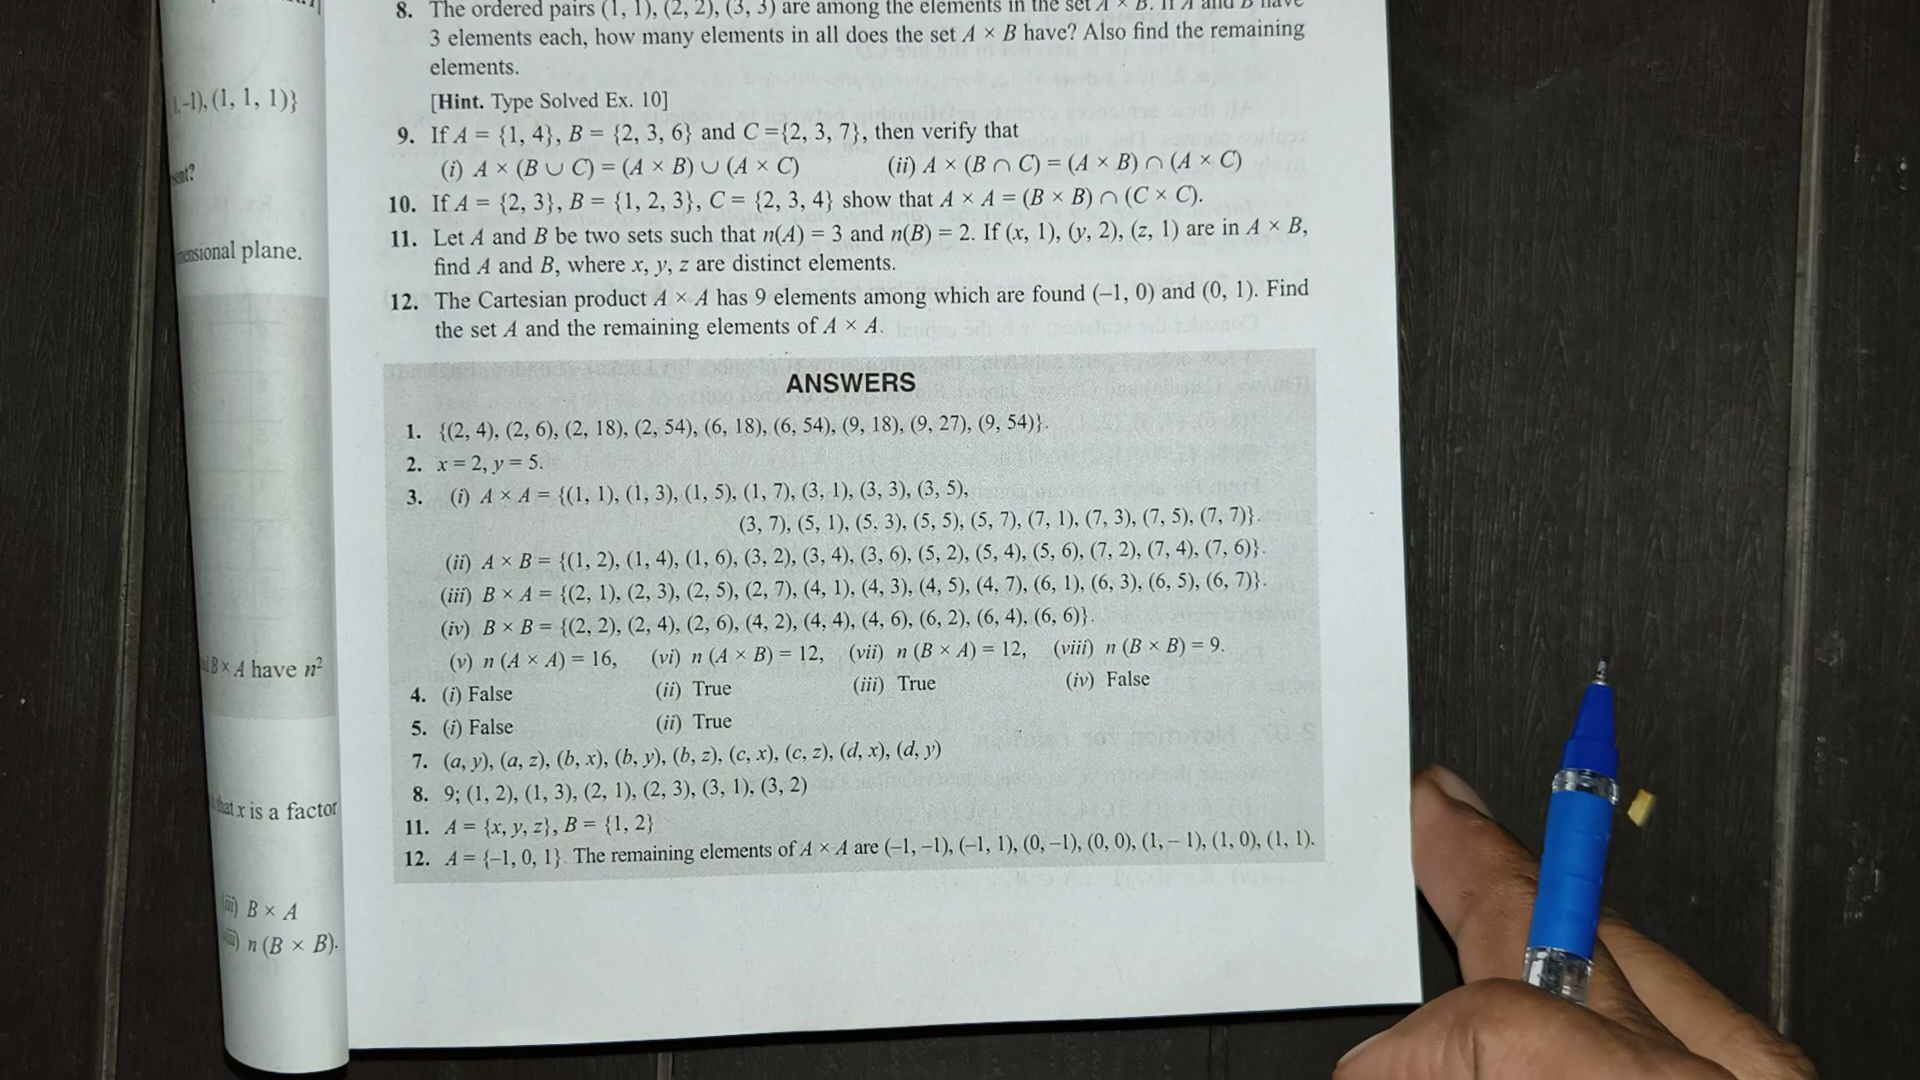 1,-1), (1, 1, 1)}
sent?
ensional plane.
B × A have n²
that x is a factor
(iii) B × A
(viii) n (B × B).
8. The ordered pairs (1, 1), (2, 2), (3, 3) are among the elements in the set A × B. If A and B have
3 elements each, how many elements in all does the set A × B have? Also find the remaining
elements.
[Hint. Type Solved Ex. 10]
9. If A = {1, 4}, B = {2, 3, 6} and C ={2, 3, 7}, then verify that
(i) A × (B ∪ C) = (A × B) ∪ (A × C) (ii) A × (B ∩ C) = (A × B) ∩ (A × C)
10. If A = {2, 3}, B = {1, 2, 3}, C = {2, 3, 4} show that A × A = (B × B) ∩ (C × C).
11. Let A and B be two sets such that n(A) = 3 and n(B) = 2. If (x, 1), (y, 2), (z, 1) are in A × B,
find A and B, where x, y, z are distinct elements.
12. The Cartesian product A × A has 9 elements among which are found (–1, 0) and (0, 1). Find
the set A and the remaining elements of A × A.
ANSWERS
1. {(2, 4), (2, 6), (2, 18), (2, 54), (6, 18), (6, 54), (9, 18), (9, 27), (9, 54)}.
2. x = 2, y = 5.
3. (i) A × A = {(1, 1), (1, 3), (1, 5), (1, 7), (3, 1), (3, 3), (3, 5),
(3, 7), (5, 1), (5, 3), (5, 5), (5, 7), (7, 1), (7, 3), (7, 5), (7, 7)}.
(ii) A × B = {(1, 2), (1, 4), (1, 6), (3, 2), (3, 4), (3, 6), (5, 2), (5, 4), (5, 6), (7, 2), (7, 4), (7, 6)}.
(iii) B × A = {(2, 1), (2, 3), (2, 5), (2, 7), (4, 1), (4, 3), (4, 5), (4, 7), (6, 1), (6, 3), (6, 5), (6, 7)}.
(iv) B × B = {(2, 2), (2, 4), (2, 6), (4, 2), (4, 4), (4, 6), (6, 2), (6, 4), (6, 6)}.
(v) n (A × A) = 16, (vi) n (A × B) = 12, (vii) n (B × A) = 12, (viii) n (B × B) = 9.
4. (i) False (ii) True (iii) True (iv) False
5. (i) False (ii) True
7. (a, y), (a, z), (b, x), (b, y), (b, z), (c, x), (c, z), (d, x), (d, y)
8. 9; (1, 2), (1, 3), (2, 1), (2, 3), (3, 1), (3, 2)
11. A = {x, y, z}, B = {1, 2}
12. A = {–1, 0, 1}. The remaining elements of A × A are (–1, –1), (–1, 1), (0, –1), (0, 0), (1, – 1), (1, 0), (1, 1).